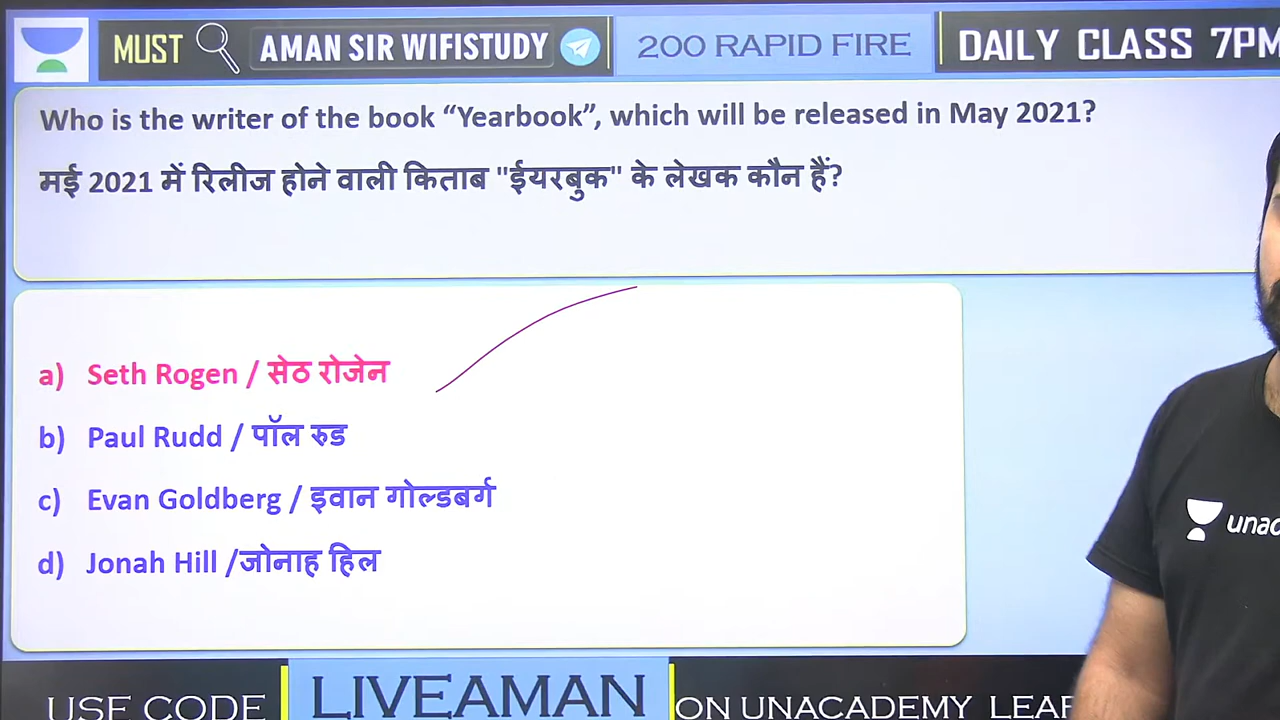 MUST AMAN SIR WIFISTUDY 200 RAPID FIRE DAILY CLASS 7PM
Who is the writer of the book “Yearbook”, which will be released in May 2021?
मई 2021 में रिलीज होने वाली किताब "ईयरबुक" के लेखक कौन हैं?
a) Seth Rogen / सेठ रोजेन
b) Paul Rudd / पॉल रुड
c) Evan Goldberg / इवान गोल्डबर्ग
d) Jonah Hill /जोनाह हिल
unac
USE CODE LIVEAMAN ON UNACADEMY